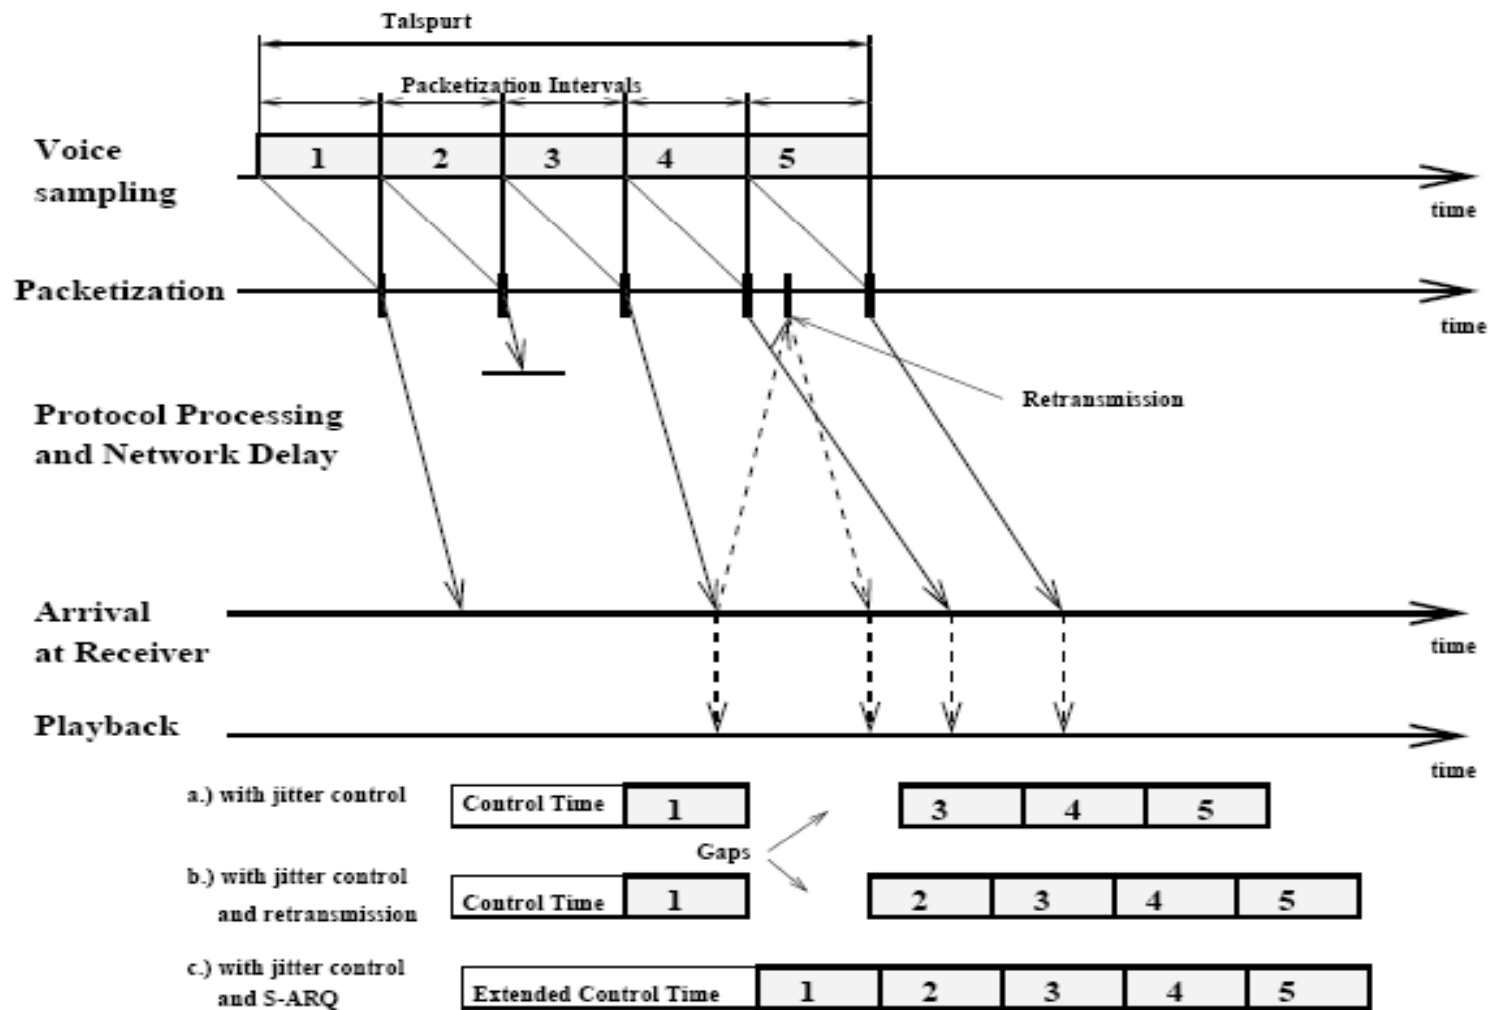 Talspurt
Packetization Intervals
Voice
sampling
1 2 3 4 5
time
Packetization
time
Retransmission
Protocol Processing
and Network Delay
Arrival
at Receiver
time
Playback
time
a.) with jitter control
Control Time 1 3 4 5
Gaps
b.) with jitter control
and retransmission
Control Time 1 2 3 4 5
c.) with jitter control
and S-ARQ
Extended Control Time 1 2 3 4 5